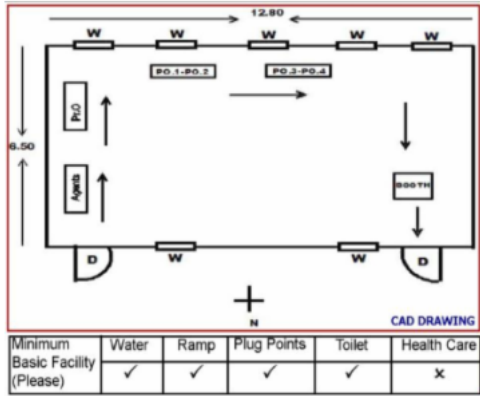 12.80
W W W W W
PO.1-PO.2 PO.3-PO.4
PrO
6.50
Agents
BOOTH
D W W D
N
CAD DRAWING
Minimum Basic Facility (Please) Water Ramp Plug Points Toilet Health Care
✓ ✓ ✓ ✓ x